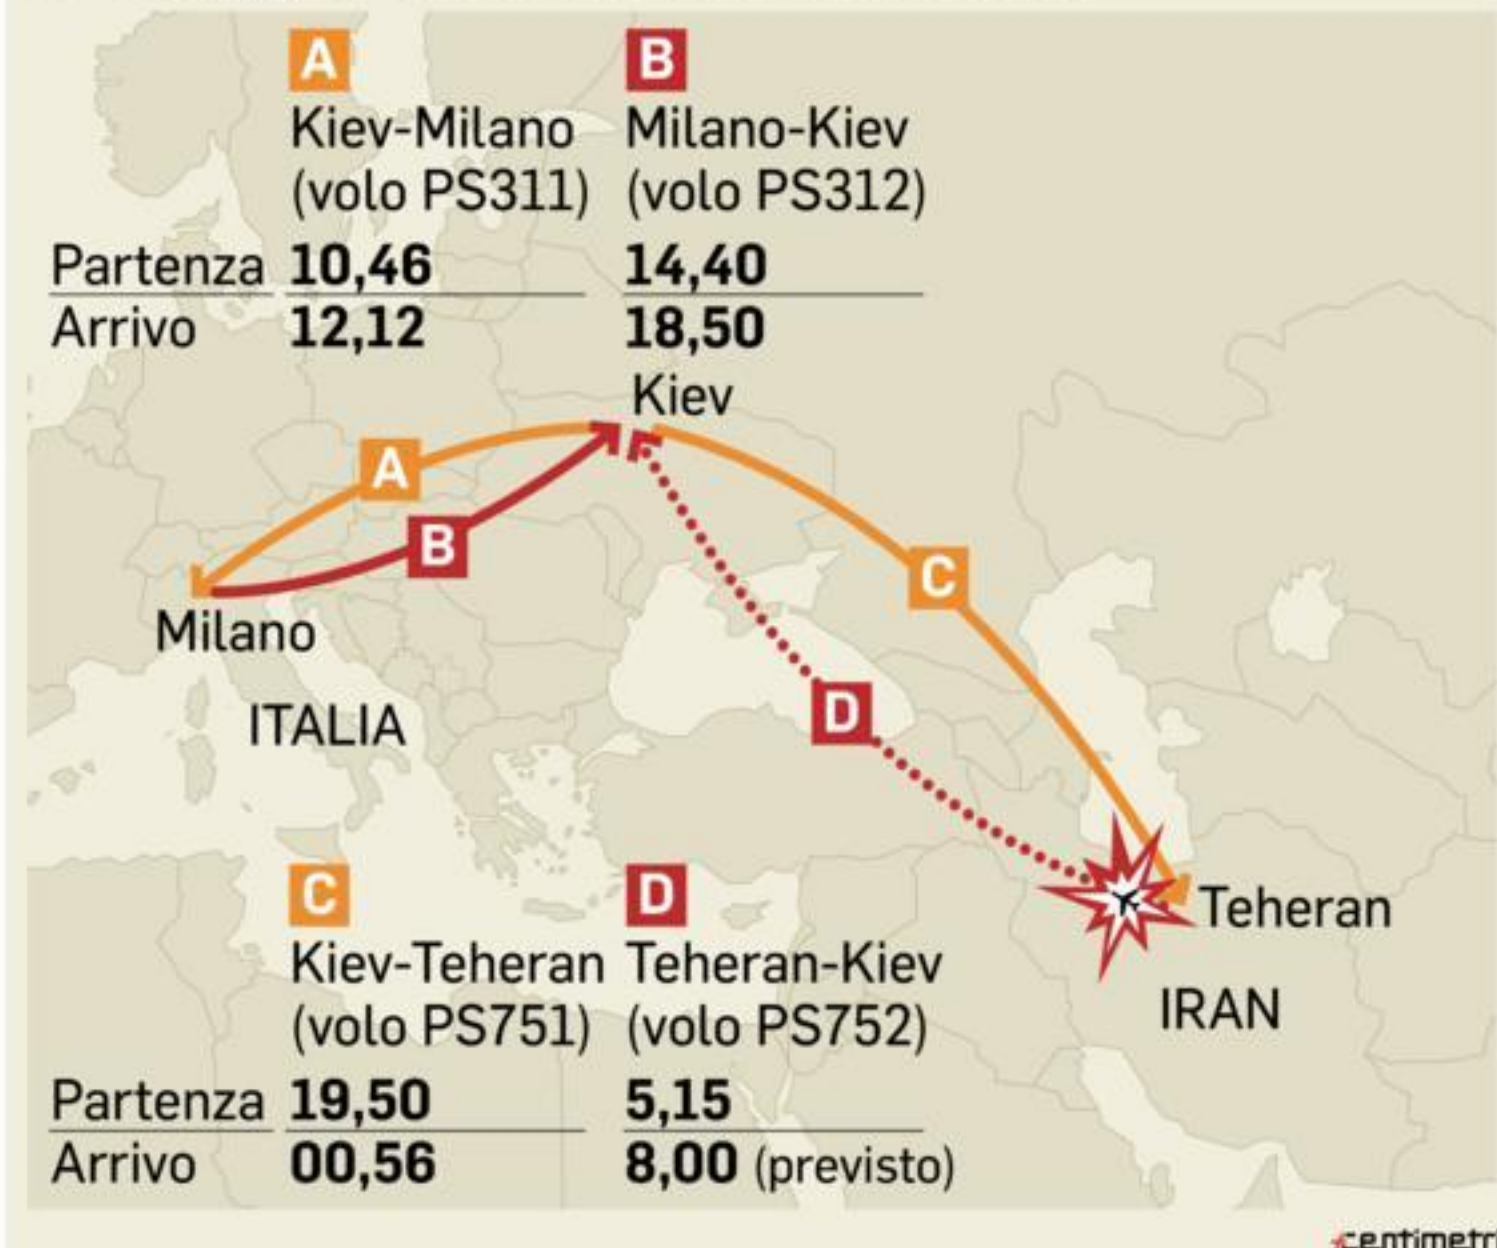 A B
Kiev-Milano Milano-Kiev
(volo PS311) (volo PS312)
Partenza 10,46 14,40
Arrivo 12,12 18,50
Kiev
A
B
C
Milano
D
ITALIA
C D
Teheran
Kiev-Teheran Teheran-Kiev
(volo PS751) (volo PS752)
IRAN
Partenza 19,50 5,15
Arrivo 00,56 8,00 (previsto)
centimetri